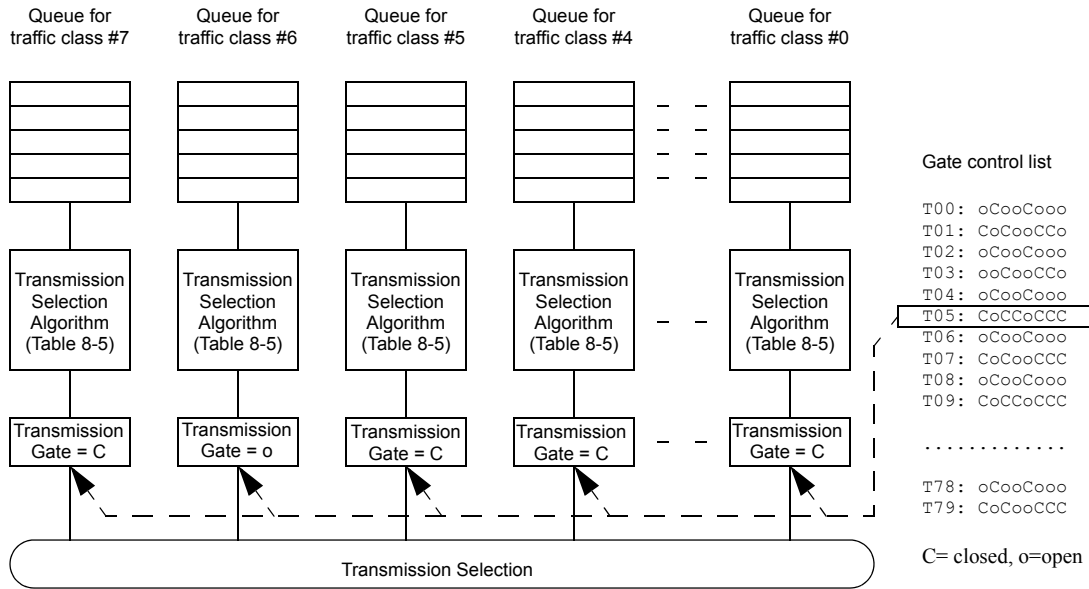 Queue for
traffic class #7
Queue for
traffic class #6
Queue for
traffic class #5
Queue for
traffic class #4
Queue for
traffic class #0
Transmission
Selection
Algorithm
(Table 8-5)
Transmission
Selection
Algorithm
(Table 8-5)
Transmission
Selection
Algorithm
(Table 8-5)
Transmission
Selection
Algorithm
(Table 8-5)
Transmission
Selection
Algorithm
(Table 8-5)
Transmission
Gate = C
Transmission
Gate = o
Transmission
Gate = C
Transmission
Gate = C
Transmission
Gate = C
Transmission Selection
Gate control list
T00: oCooCooo
T01: CoCooCCo
T02: oCooCooo
T03: ooCooCCo
T04: oCooCooo
T05: CoCCoCCC
T06: oCooCooo
T07: CoCooCCC
T08: oCooCooo
T09: CoCCoCCC
. . . . . . . . . . . . .
T78: oCooCooo
T79: CoCooCCC
C= closed, o=open